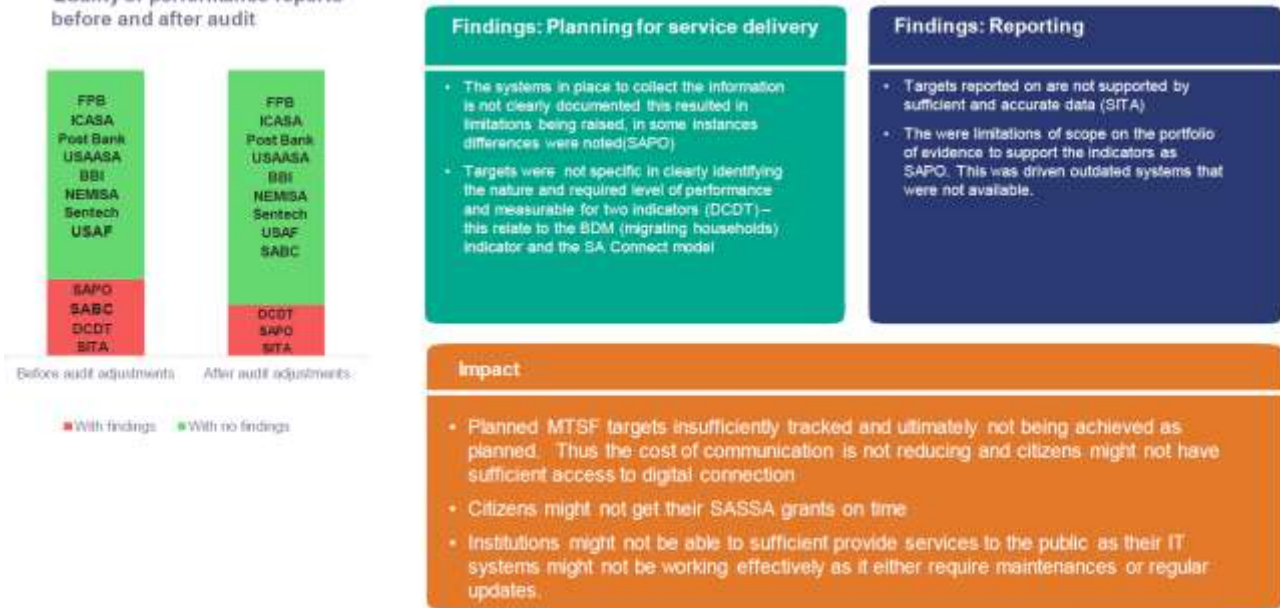 Quality of performance reports
before and after audit
FPB
ICASA
Post Bank
USAASA
BBI
NEMISA
Sentech
USAF
SAPO
SABC
DCDT
SITA
Before audit adjustments
FPB
ICASA
Post Bank
USAASA
BBI
NEMISA
Sentech
USAF
SABC
DCDT
SAPO
SITA
After audit adjustments
With findings
With no findings
Findings: Planning for service delivery
• The systems in place to collect the information
is not clearly documented this resulted in
limitations being raised, in some instances
differences were noted(SAPO)
• Targets were not specific in clearly identifying
the nature and required level of performance
and measurable for two indicators (DCDT) –
this relate to the BDM (migrating households)
indicator and the SA Connect model
Findings: Reporting
• Targets reported on are not supported by
sufficient and accurate data (SITA)
• The were limitations of scope on the portfolio
of evidence to support the indicators as
SAPO. This was driven outdated systems that
were not available.
Impact
• Planned MTSF targets insufficiently tracked and ultimately not being achieved as
planned. Thus the cost of communication is not reducing and citizens might not have
sufficient access to digital connection
• Citizens might not get their SASSA grants on time
• Institutions might not be able to sufficient provide services to the public as their IT
systems might not be working effectively as it either require maintenances or regular
updates.